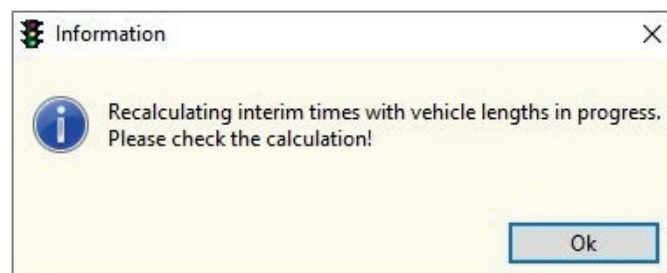 Information
Recalculating interim times with vehicle lengths in progress.
Please check the calculation!
Ok